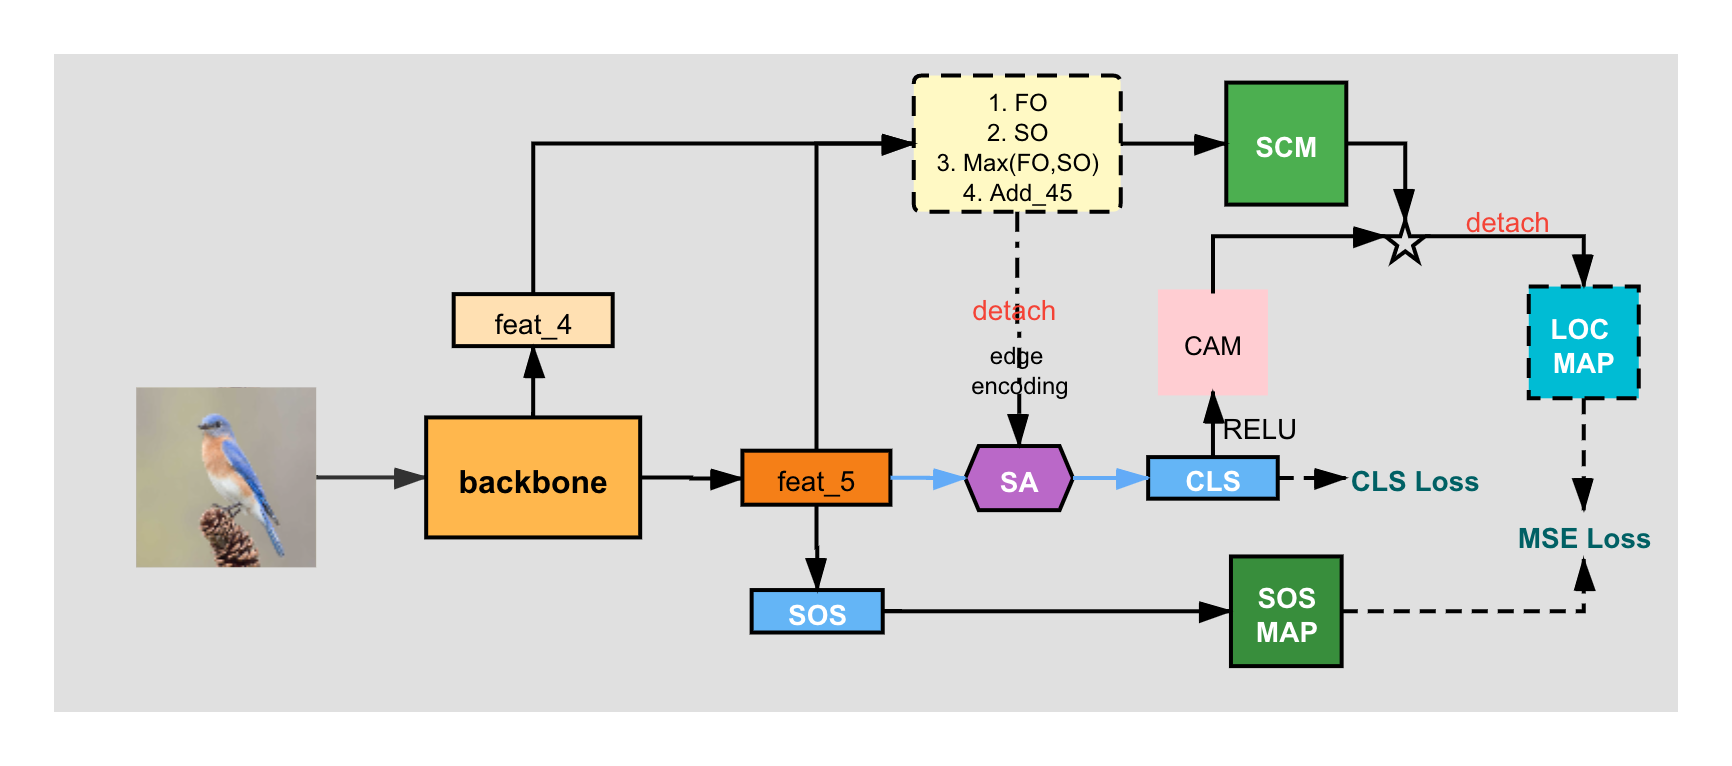 1. FO
2. SO
3. Max(FO,SO)
4. Add_45
SCM
detach
feat_4
detach
edge
encoding
CAM
LOC
MAP
RELU
backbone
feat_5
SA
CLS
CLS Loss
MSE Loss
SOS
SOS
MAP